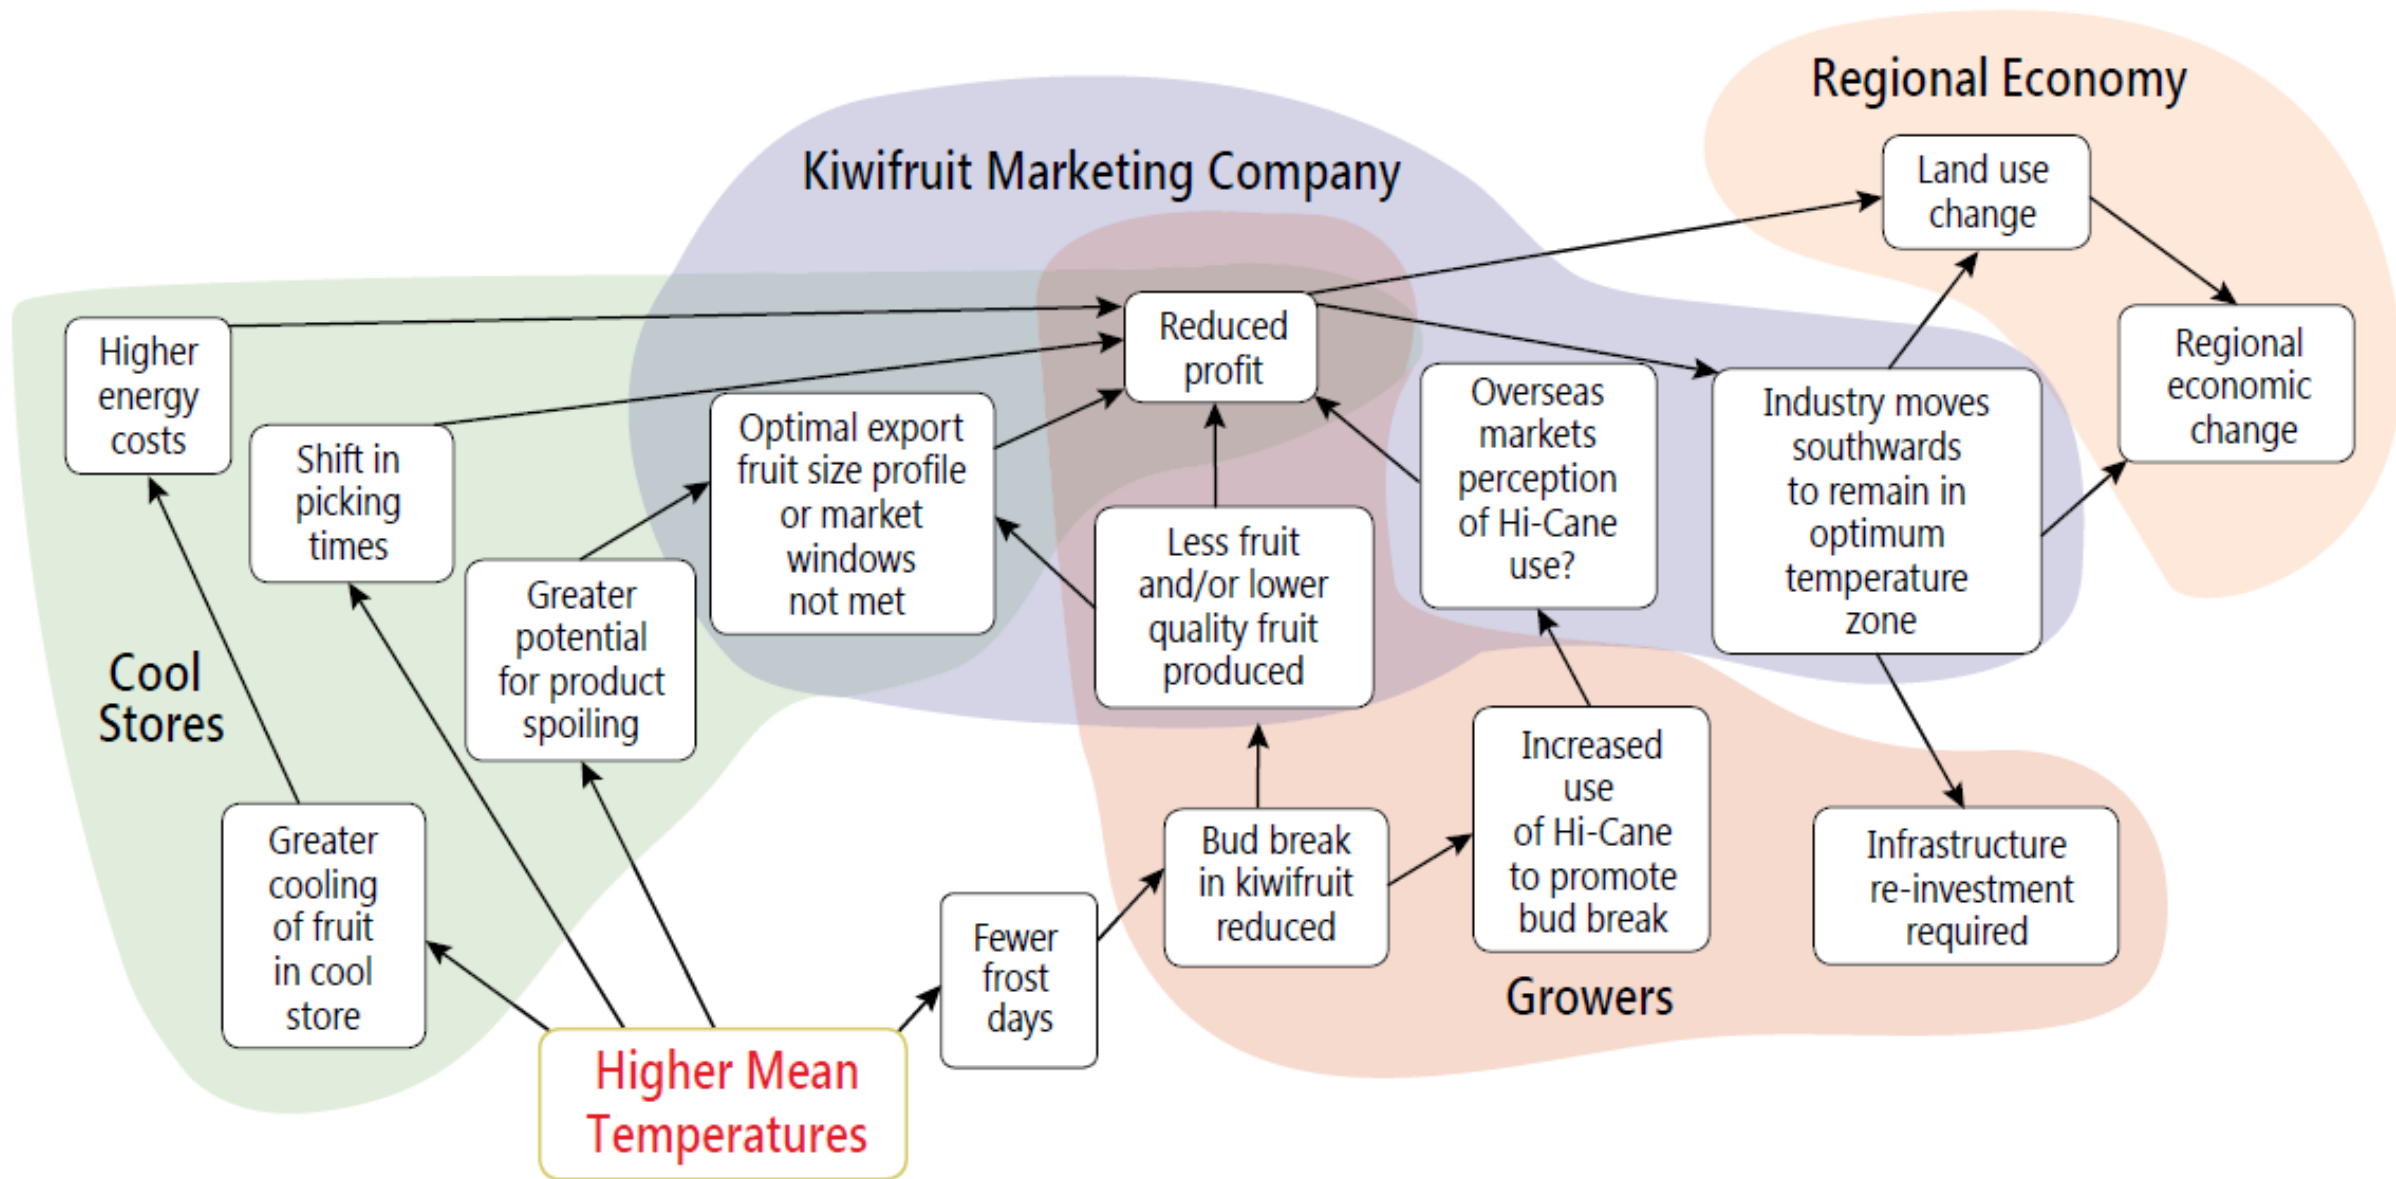 Regional Economy
Kiwifruit Marketing Company
Land use
change
Reduced
profit
Regional
economic
change
Higher
energy
costs
Shift in
picking
times
Optimal export
fruit size profile
or market
windows
not met
Overseas
markets
perception
of Hi-Cane
use?
Industry moves
southwards
to remain in
optimum
temperature
zone
Greater
potential
for product
spoiling
Less fruit
and/or lower
quality fruit
produced
Cool
Stores
Increased
use
of Hi-Cane
to promote
bud break
Greater
cooling
of fruit
in cool
store
Bud break
in kiwifruit
reduced
Infrastructure
re-investment
required
Fewer
frost
days
Growers
Higher Mean
Temperatures